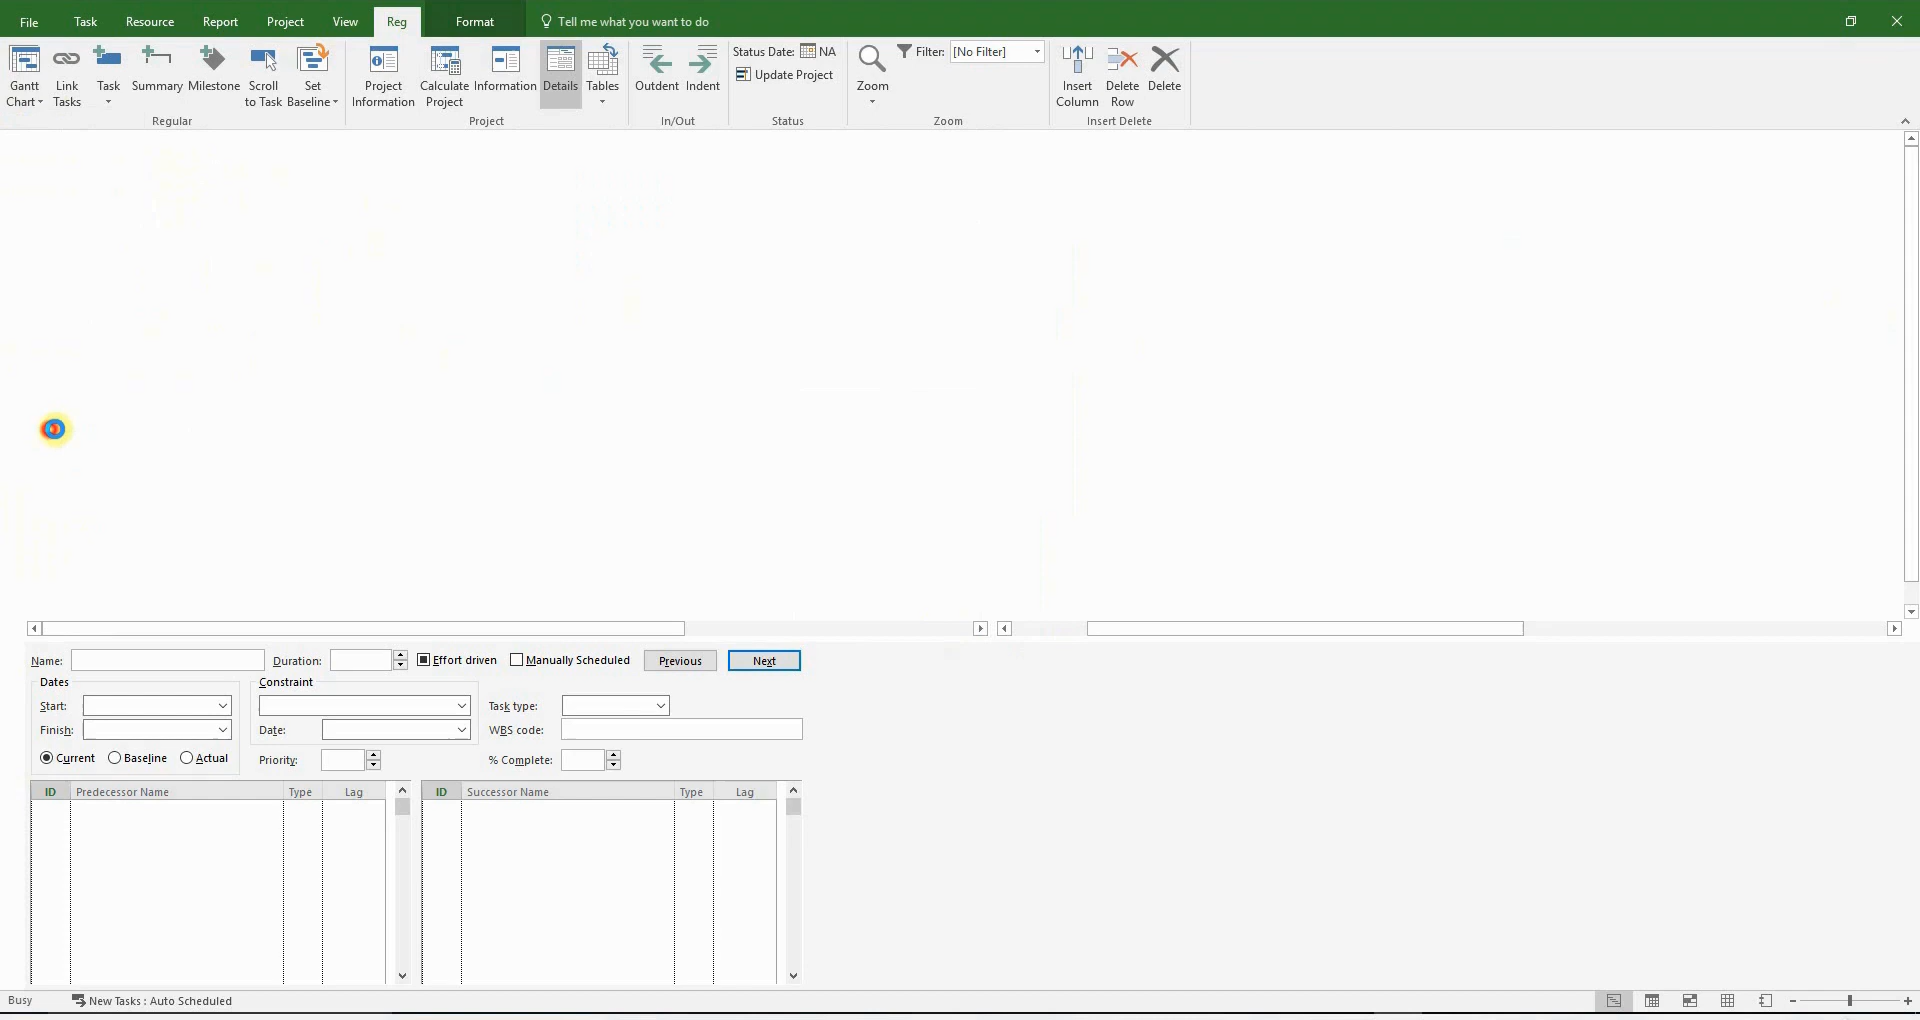 File Task Resource Report Project View Reg Format Tell me what you want to do
Gantt Chart Link Tasks Task Summary Milestone Scroll to Task Set Baseline Project Information Calculate Project Information Details Tables Outdent Indent Status Date: NA Update Project Zoom Filter: [No Filter] Insert Column Delete Row Delete
Regular Project In/Out Status Zoom Insert Delete
Name: Duration: Effort driven Manually Scheduled Previous Next
Dates Constraint
Start: Task type:
Finish: Date: WBS code:
Current Baseline Actual Priority: % Complete:
ID Predecessor Name Type Lag ID Successor Name Type Lag
Busy New Tasks : Auto Scheduled